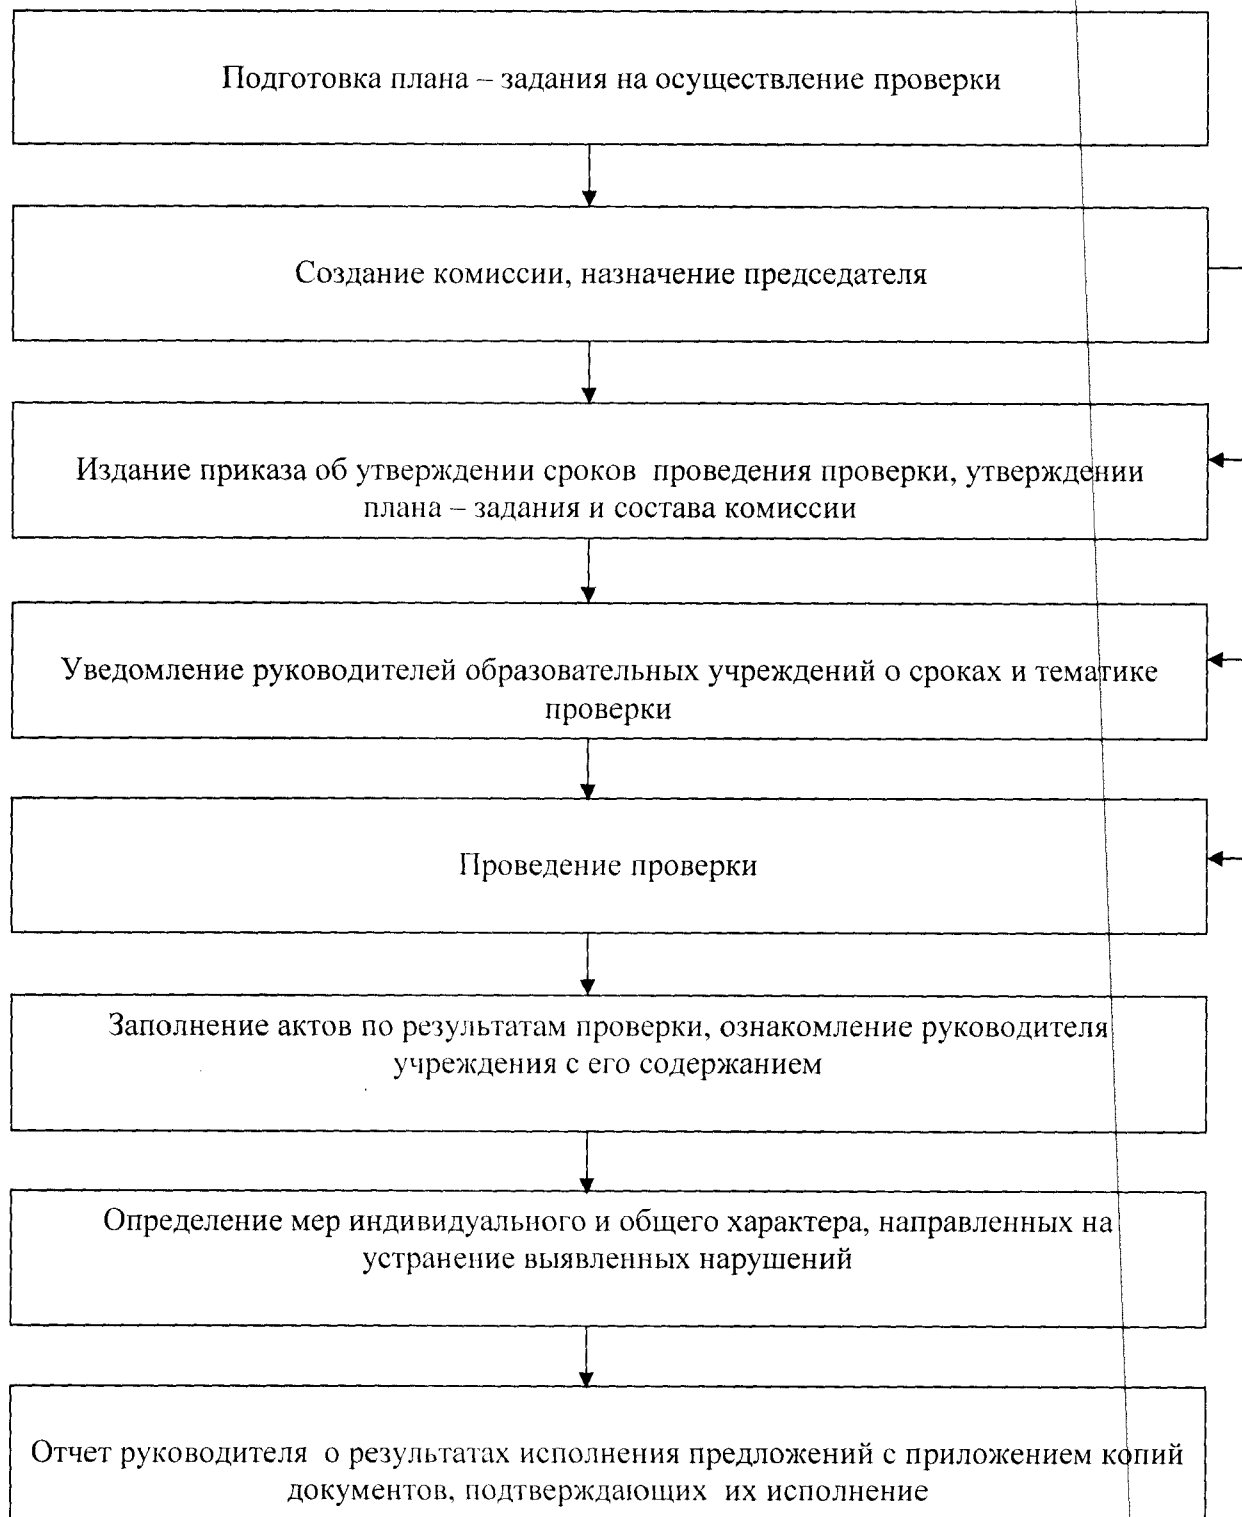 Подготовка плана – задания на осуществление проверки
Создание комиссии, назначение председателя
Издание приказа об утверждении сроков проведения проверки, утверждении
плана – задания и состава комиссии
Уведомление руководителей образовательных учреждений о сроках и тематике
проверки
Проведение проверки
Заполнение актов по результатам проверки, ознакомление руководителя
учреждения с его содержанием
Определение мер индивидуального и общего характера, направленных на
устранение выявленных нарушений
Отчет руководителя о результатах исполнения предложений с приложением копий
документов, подтверждающих их исполнение